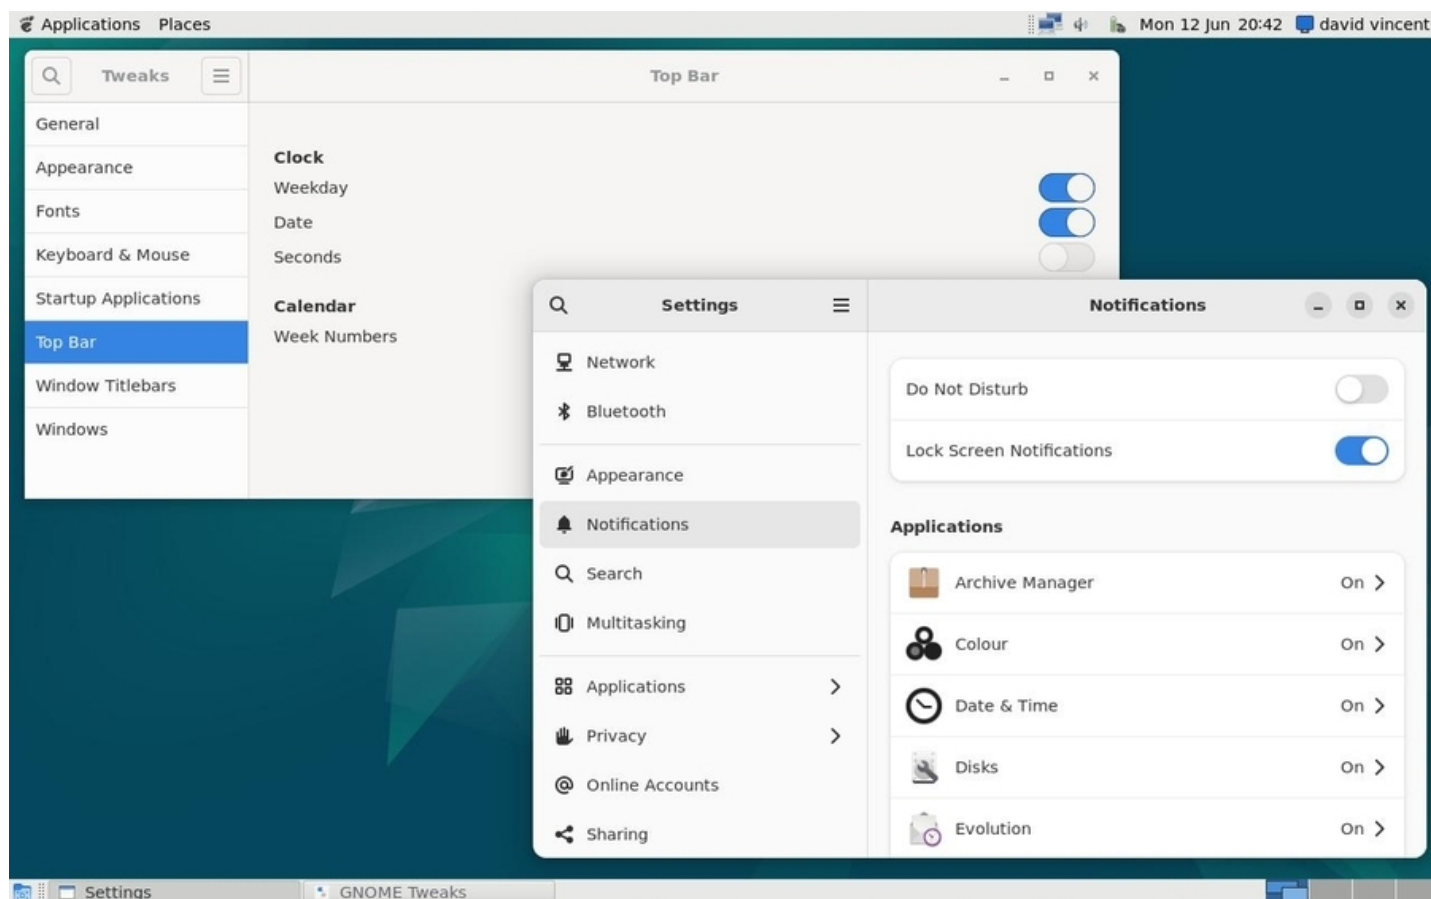 Applications Places
Mon 12 Jun 20:42 david vincent
Tweaks
Top Bar
General
Appearance
Fonts
Keyboard & Mouse
Startup Applications
Top Bar
Window Titlebars
Windows
Clock
Weekday
Date
Seconds
Calendar
Week Numbers
Settings
Network
Bluetooth
Appearance
Notifications
Search
Multitasking
Applications
Privacy
Online Accounts
Sharing
Notifications
Do Not Disturb
Lock Screen Notifications
Applications
Archive Manager On
Colour On
Date & Time On
Disks On
Evolution On
Settings
GNOME Tweaks